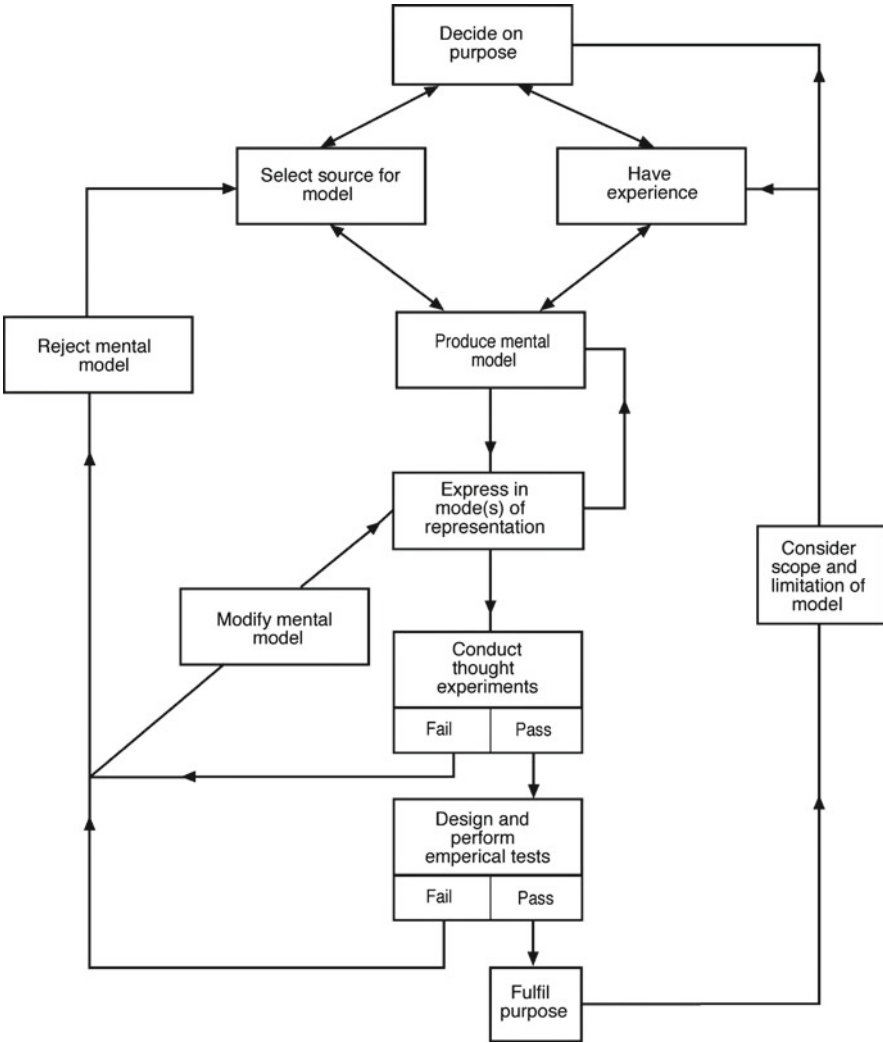 Decide on
purpose
Select source for
model
Have
experience
Reject mental
model
Produce mental
model
Express in
mode(s) of
representation
Consider
scope and
limitation of
model
Modify mental
model
Conduct
thought
experiments
Fail
Pass
Design and
perform
emperical tests
Fail
Pass
Fulfil
purpose